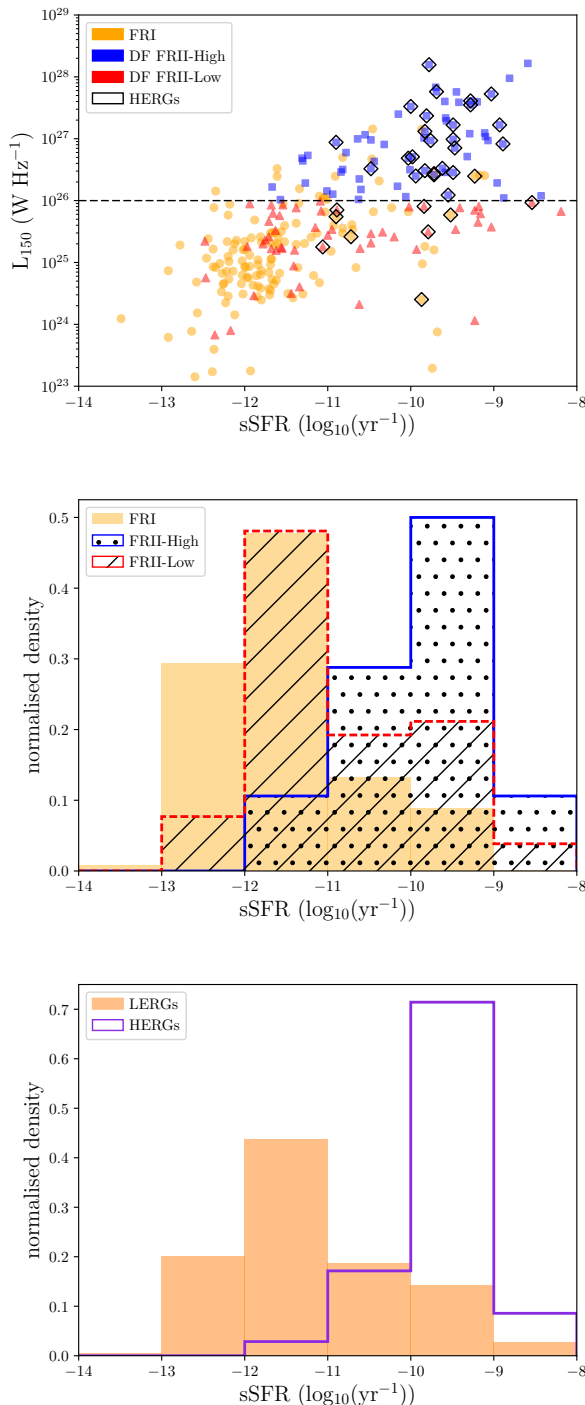 10^29
10^28
10^27
10^26
10^25
10^24
10^23
L_150 (W Hz^−1)
FRI
DF FRII-High
DF FRII-Low
HERGs
−14 −13 −12 −11 −10 −9 −8
sSFR (log_10(yr^−1))
0.5
0.4
0.3
0.2
0.1
0.0
normalised density
FRI
FRII-High
FRII-Low
−14 −13 −12 −11 −10 −9 −8
sSFR (log_10(yr^−1))
0.7
0.6
0.5
0.4
0.3
0.2
0.1
0.0
normalised density
LERGs
HERGs
−14 −13 −12 −11 −10 −9 −8
sSFR (log_10(yr^−1))